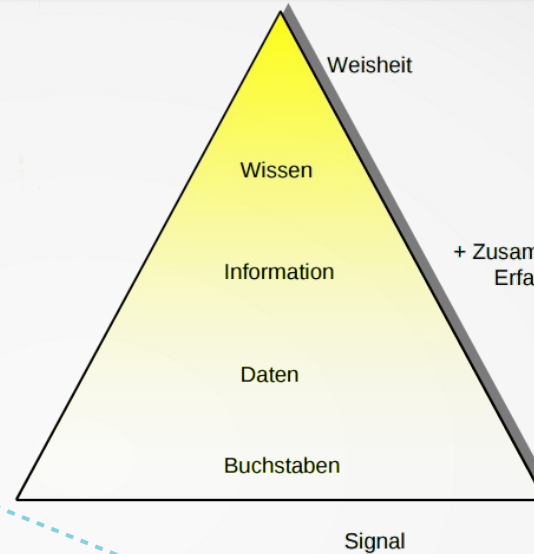 Weisheit
Wissen
+ Zusam
Erfa
Information
Daten
Buchstaben
Signal